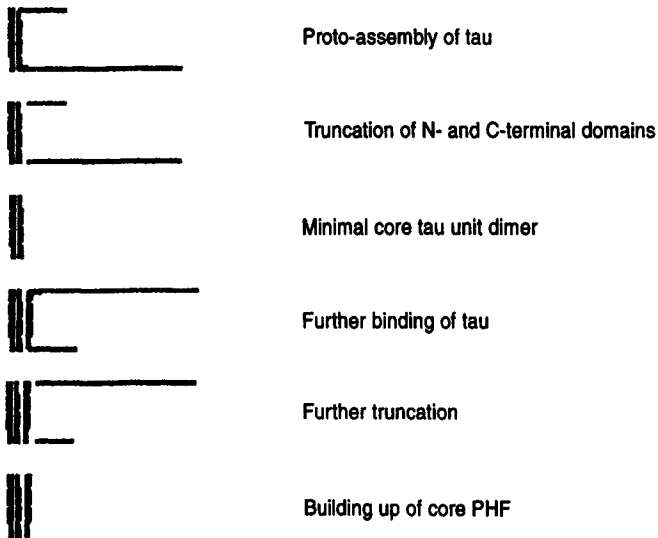 Proto-assembly of tau
Truncation of N- and C-terminal domains
Minimal core tau unit dimer
Further binding of tau
Further truncation
Building up of core PHF